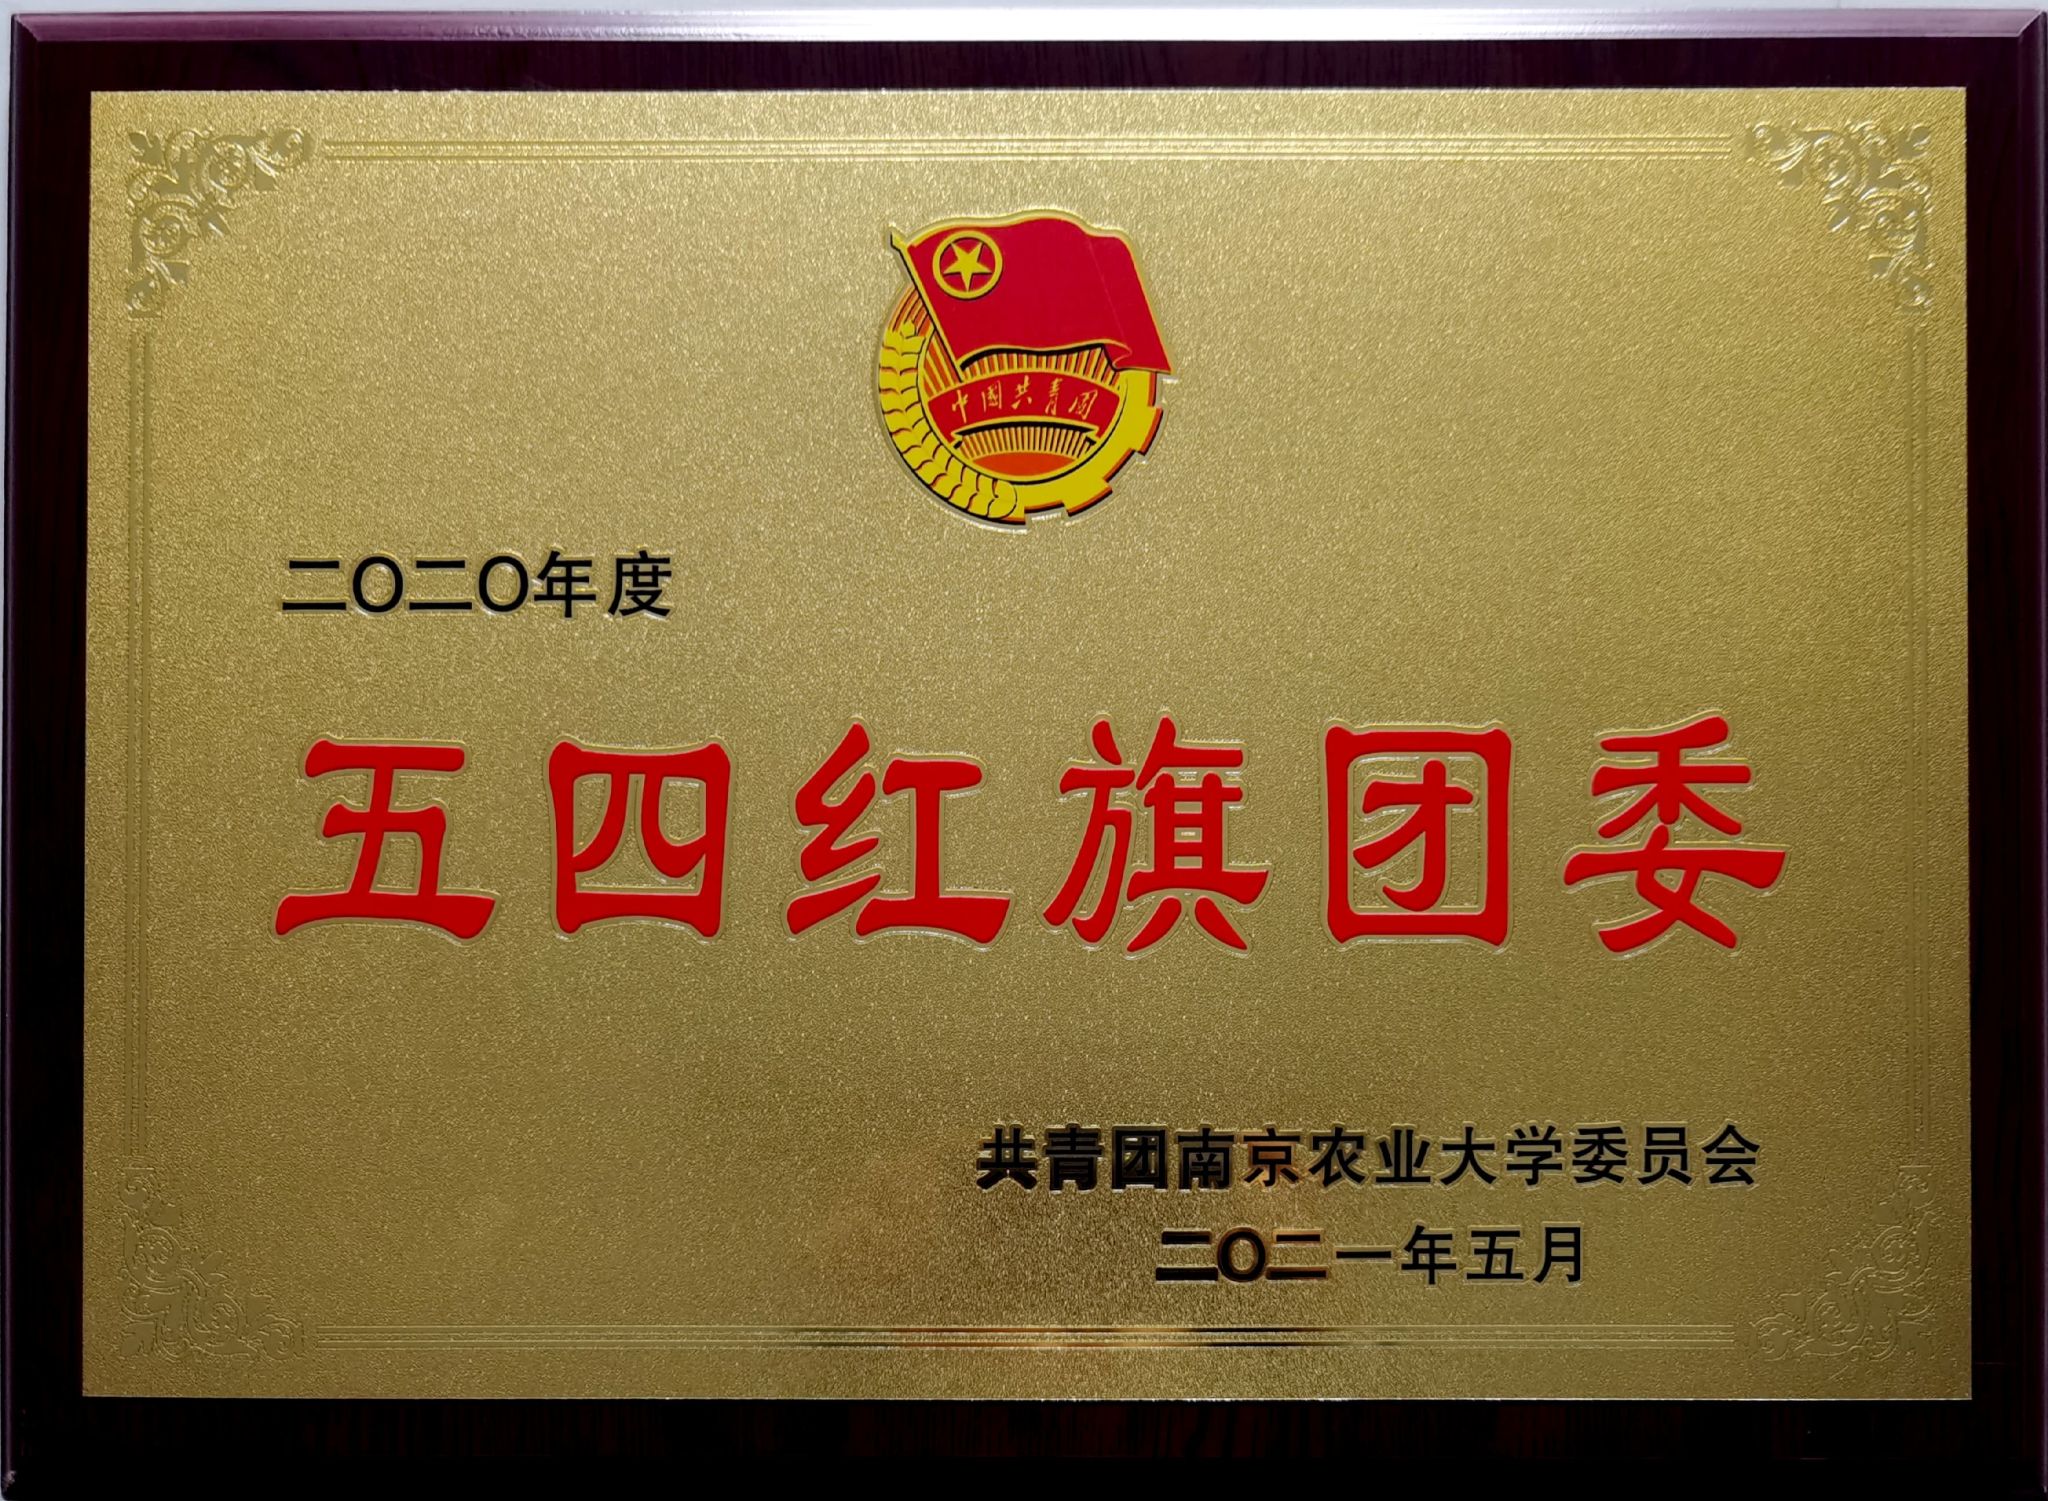 中國共青团
二〇二〇年度
五四红旗团委
共青团南京农业大学委员会
二〇二一年五月